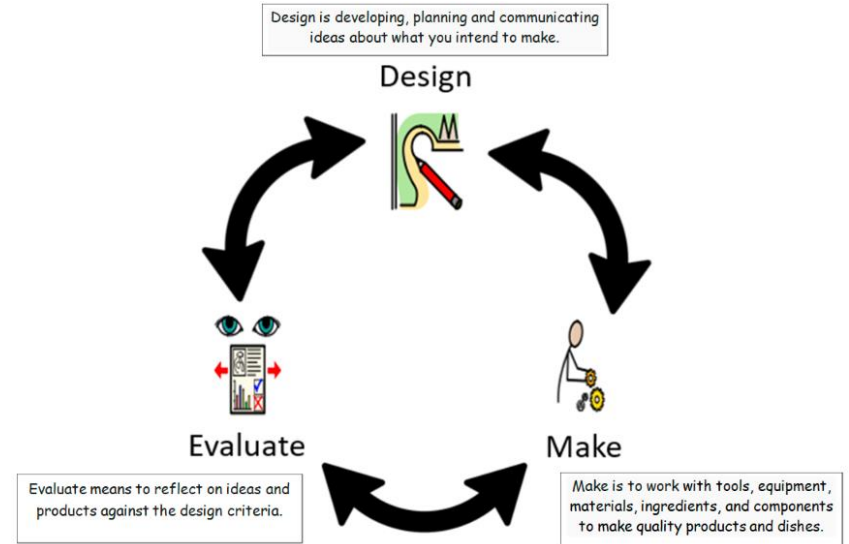 Design is developing, planning and communicating
ideas about what you intend to make.
Design
Evaluate
Make
Evaluate means to reflect on ideas and
products against the design criteria.
Make is to work with tools, equipment,
materials, ingredients, and components
to make quality products and dishes.